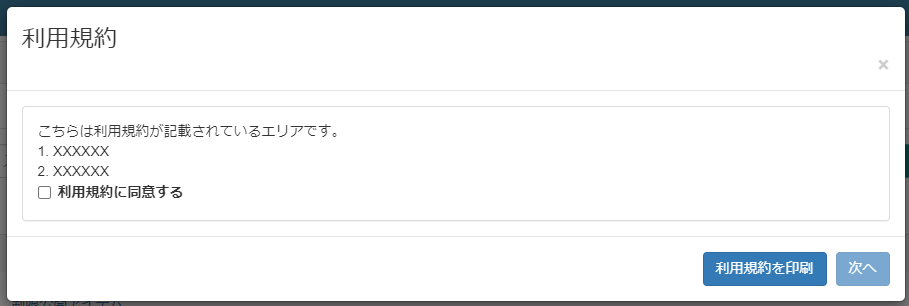 利用規約
×
こちらは利用規約が記載されているエリアです。
1. XXXXXX
2. XXXXXX
利用規約に同意する
利用規約を印刷
次へ